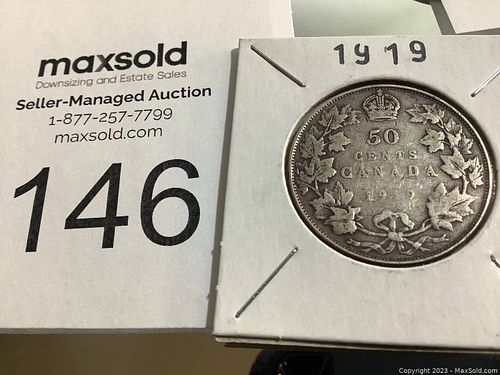 maxsold
Downsizing and Estate Sales
Seller-Managed Auction
1-877-257-7799
maxsold.com
146
1919
50
CENTS
CANADA
1919
Copyright 2023 - MaxSold.com